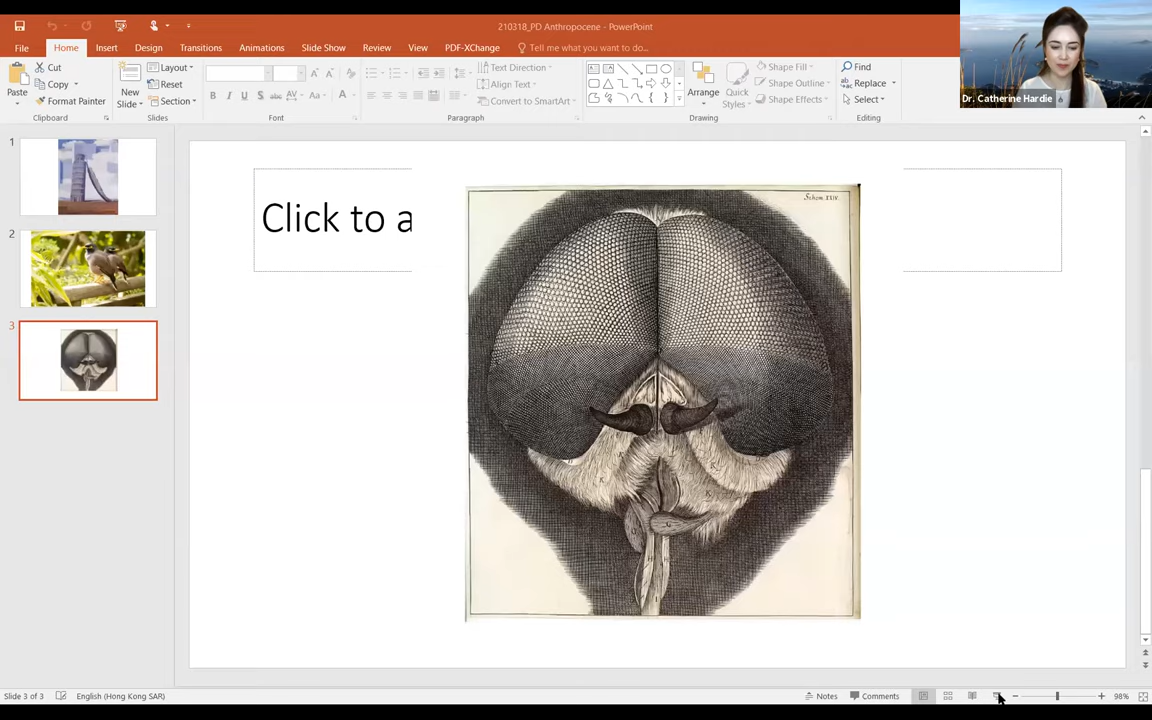 210318_PD Anthropocene - PowerPoint
File Home Insert Design Transitions Animations Slide Show Review View PDF-XChange Tell me what you want to do...
Paste
Cut
Copy
Format Painter
Clipboard
New
Slide
Layout
Reset
Section
Slides
B I U S abc AV Aa A
Font
Text Direction
Align Text
Convert to SmartArt
Paragraph
Arrange
Quick
Styles
Shape Fill
Shape Outline
Shape Effects
Drawing
Find
Replace
Select
Editing
Dr. Catherine Hardie
1
2
3
Click to a
Schem. XXIV.
Slide 3 of 3 English (Hong Kong SAR) Notes Comments 98%